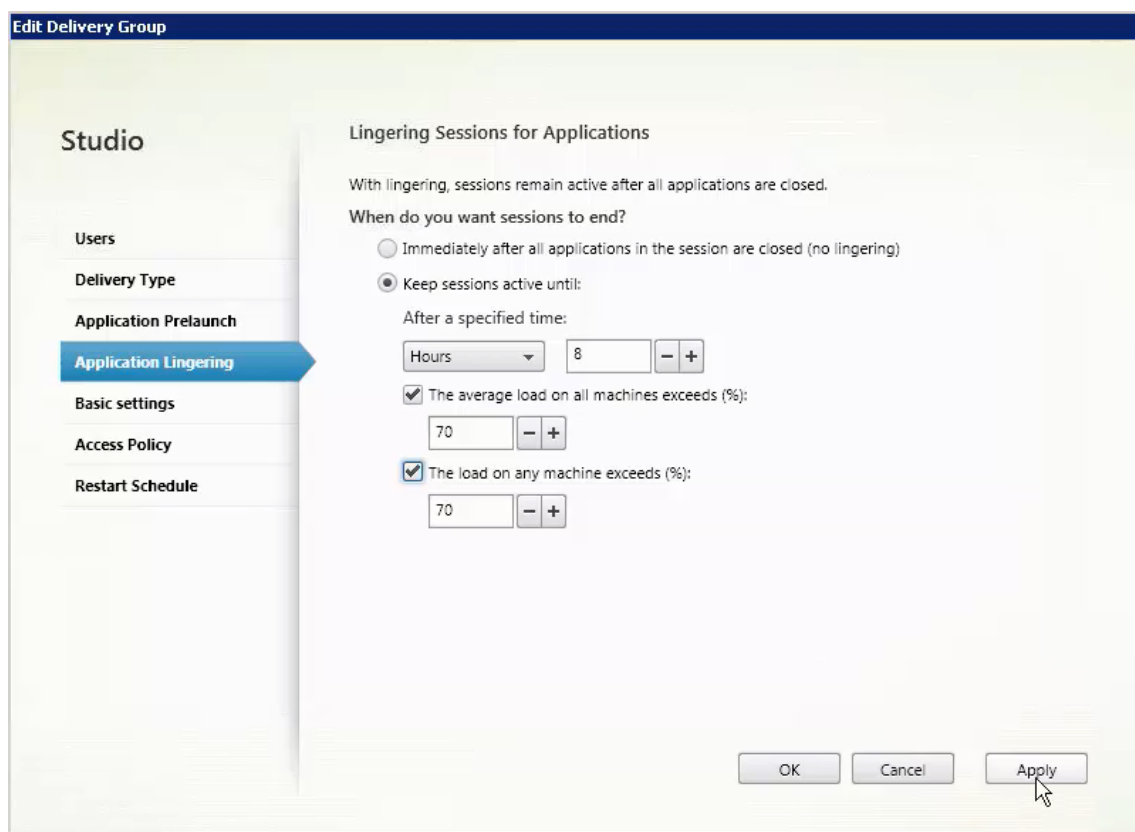 Edit Delivery Group
Studio
Users
Delivery Type
Application Prelaunch
Application Lingering
Basic settings
Access Policy
Restart Schedule
Lingering Sessions for Applications
With lingering, sessions remain active after all applications are closed.
When do you want sessions to end?
Immediately after all applications in the session are closed (no lingering)
Keep sessions active until:
After a specified time:
Hours 8 − +
The average load on all machines exceeds (%):
70 − +
The load on any machine exceeds (%):
70 − +
OK Cancel Apply